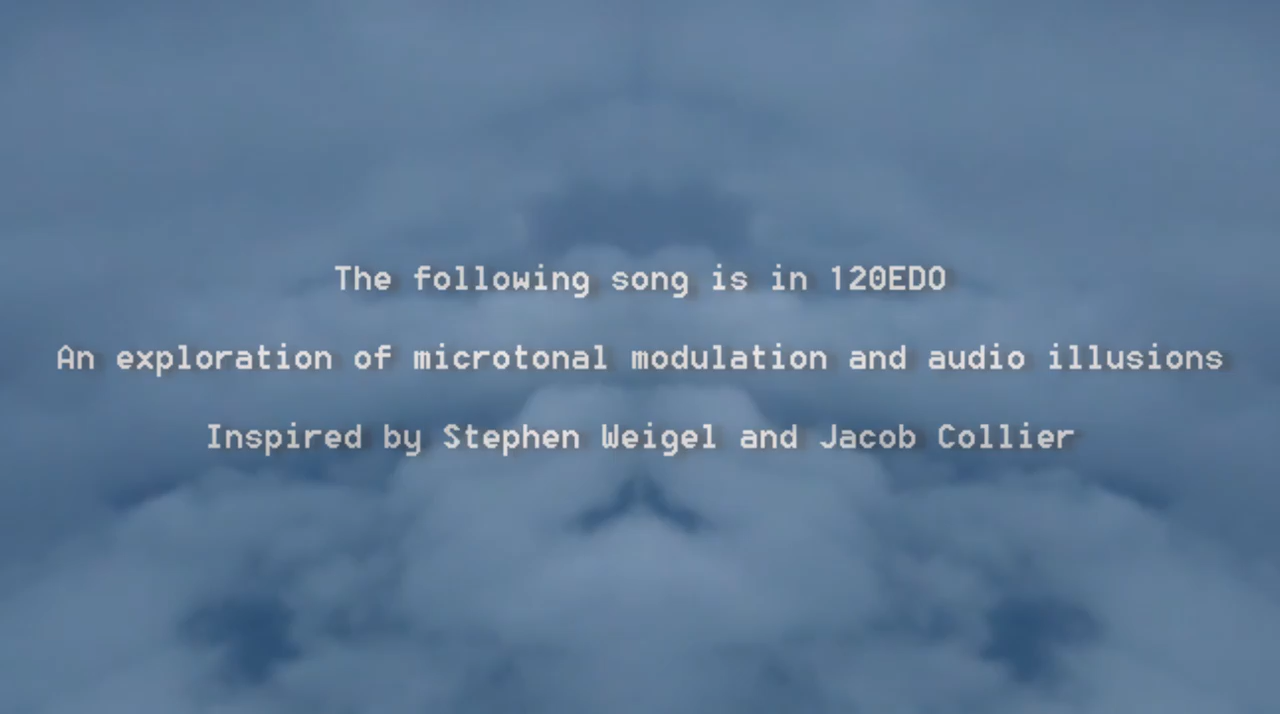 The following song is in 120EDO
An exploration of microtonal modulation and audio illusions
Inspired by Stephen Weigel and Jacob Collier